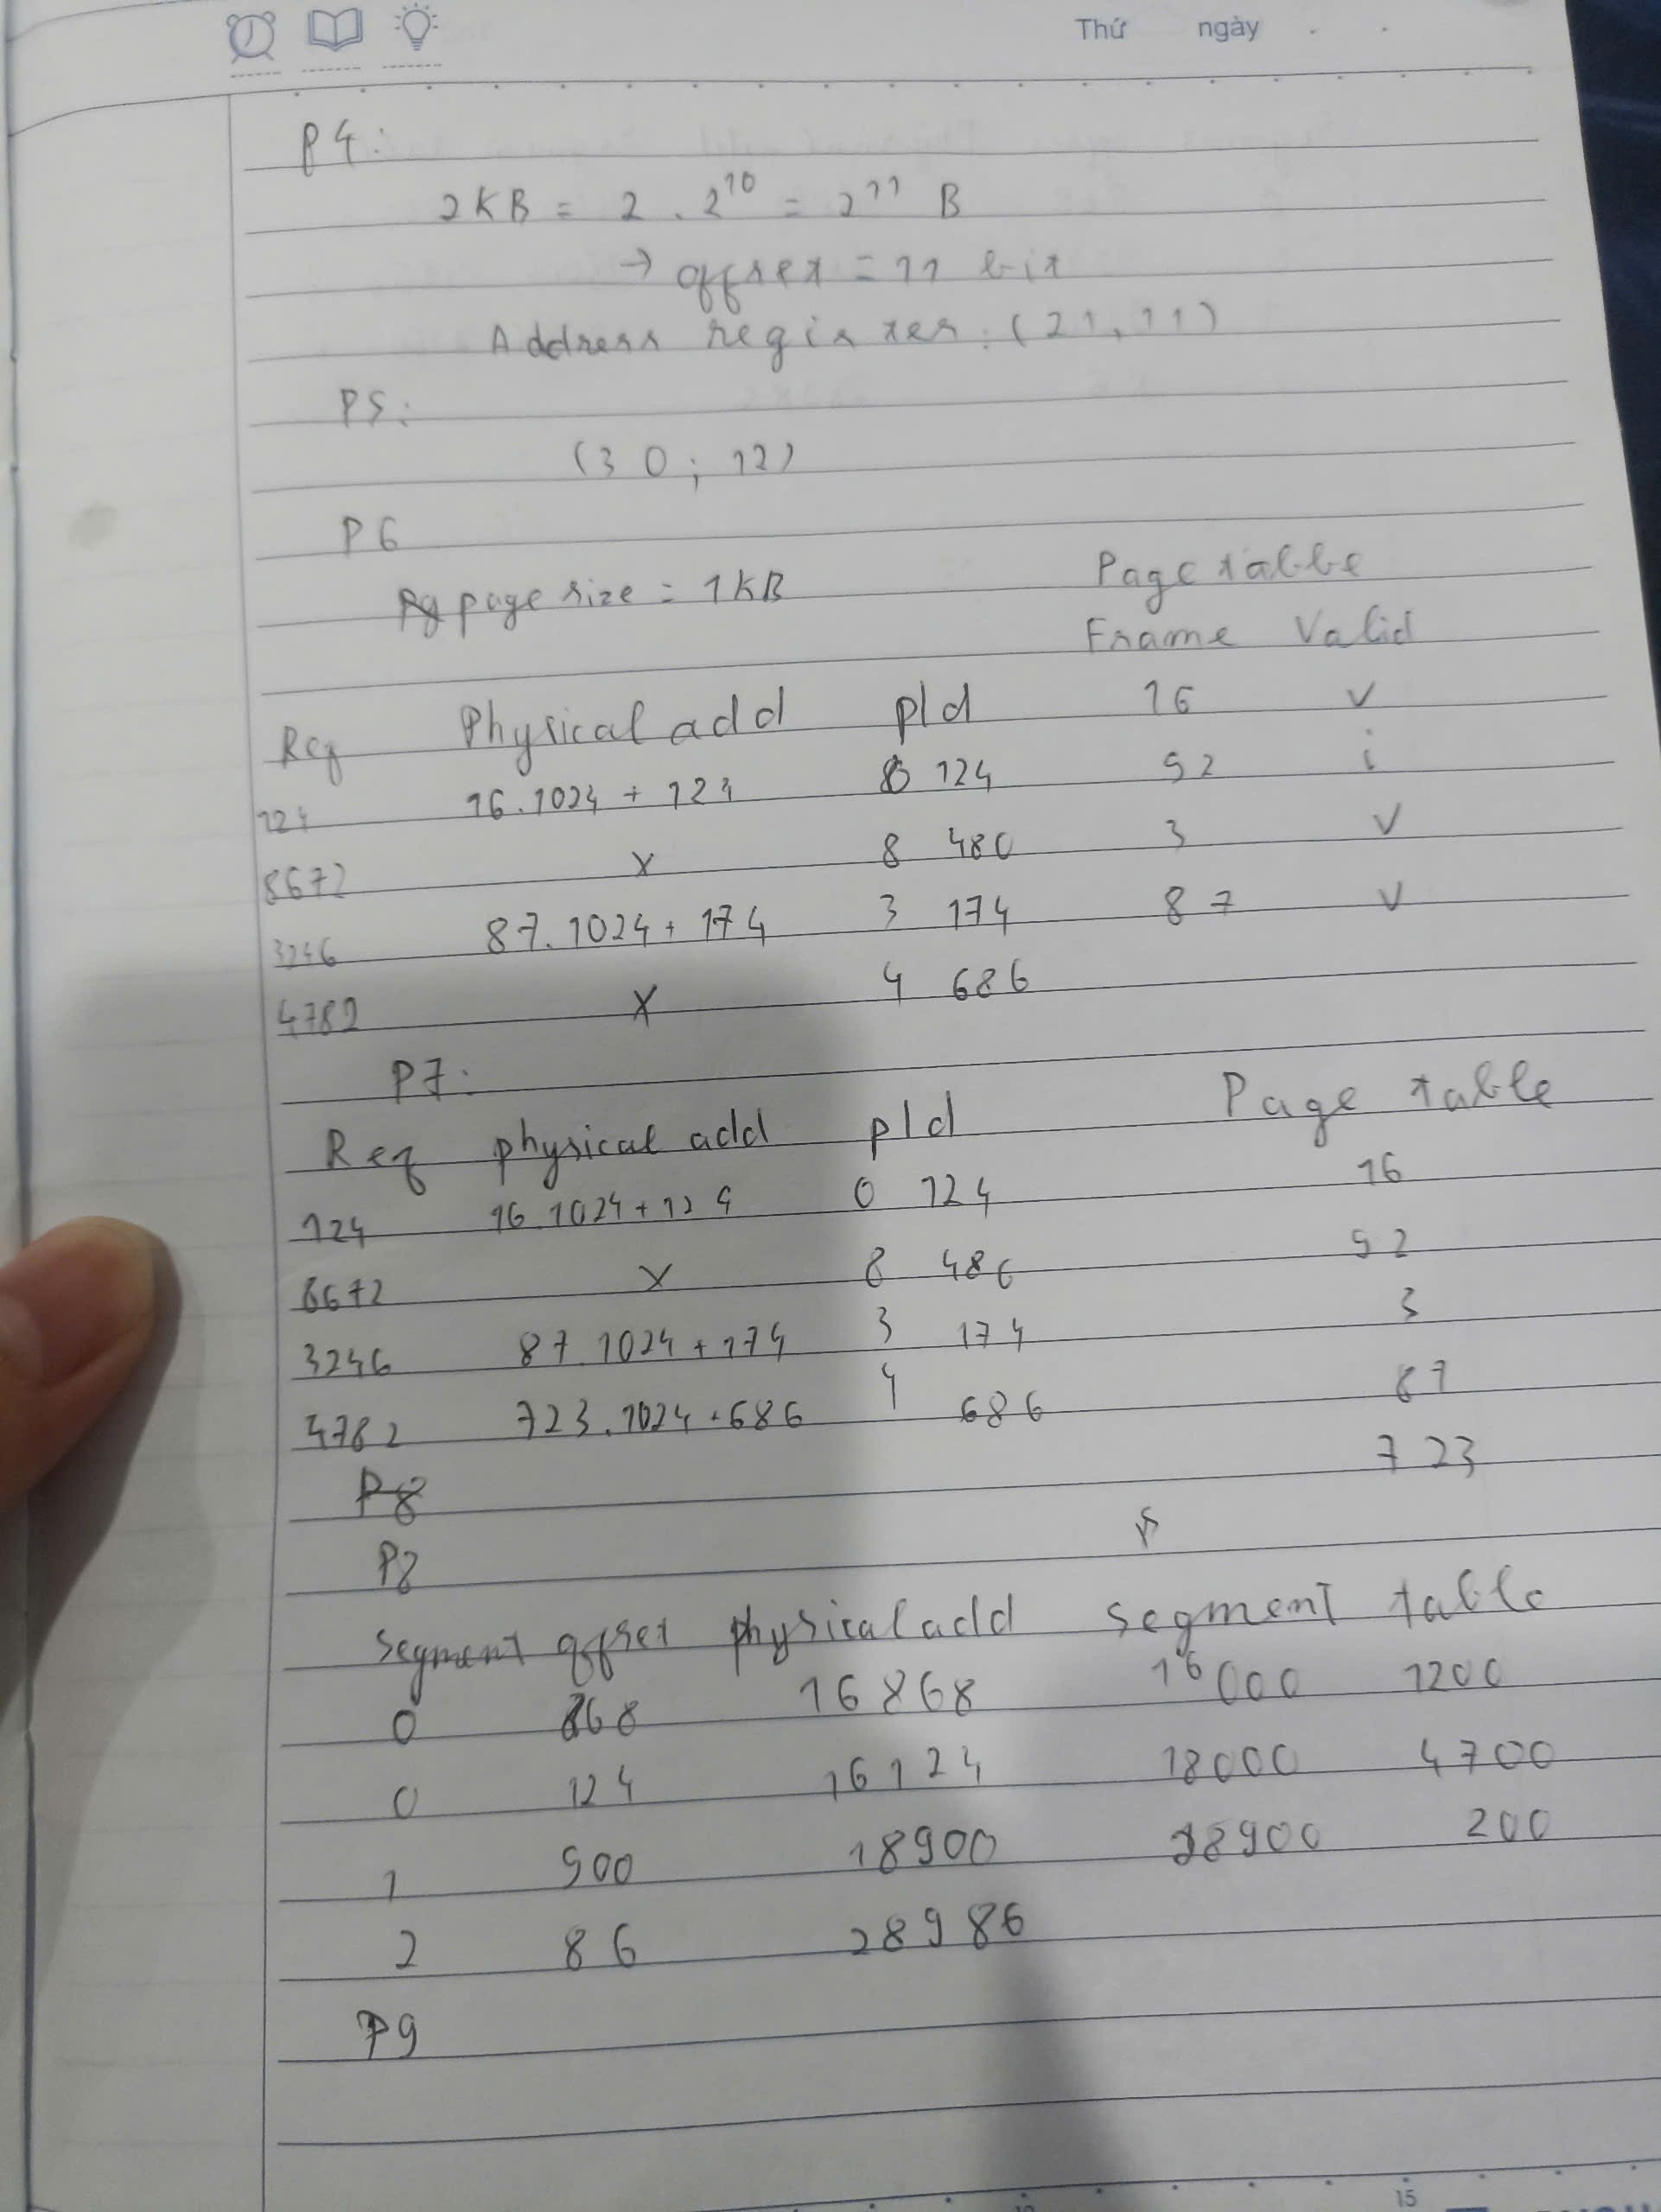 Thứ ngày . .
P4:
2KB = 2 . 2^10 = 2^11 B
→ offset = 11 bit
Address register: (21, 11)
P5:
(30; 12)
P6
page size = 1KB Page table
Frame Valid
Req Physical add p|d 16 v
124 16.1024 + 124 0 124 52 i
8672 X 8 480 3 v
3246 87.1024 + 174 3 174 87 v
4782 X 4 686
P7:
Req physical add p|d Page table
124 16.1024 + 124 0 124 16
8672 X 8 480 52
3246 87.1024 + 174 3 174 3
4782 723.1024 + 686 4 686 87
P8 723
P8
segment offset physical add segment table
0 868 16868 16000 1200
0 124 16124 18000 4700
1 900 18900 28900 200
2 86 28986
P9
15